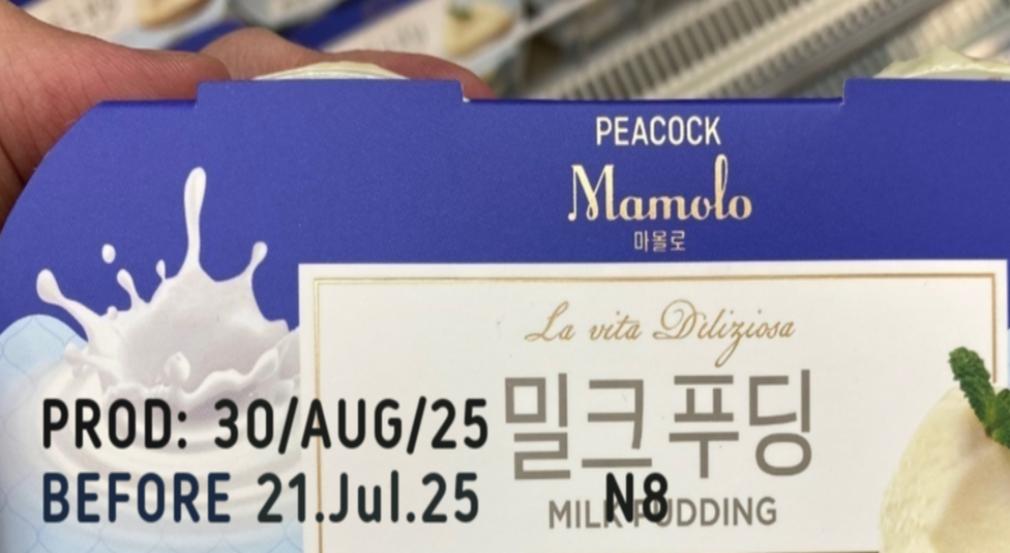 PEACOCK
Mamolo
마몰로
La vita Diliziosa
밀크푸딩
MILK PUDDING
PROD: 30/AUG/25
BEFORE 21.Jul.25 N8